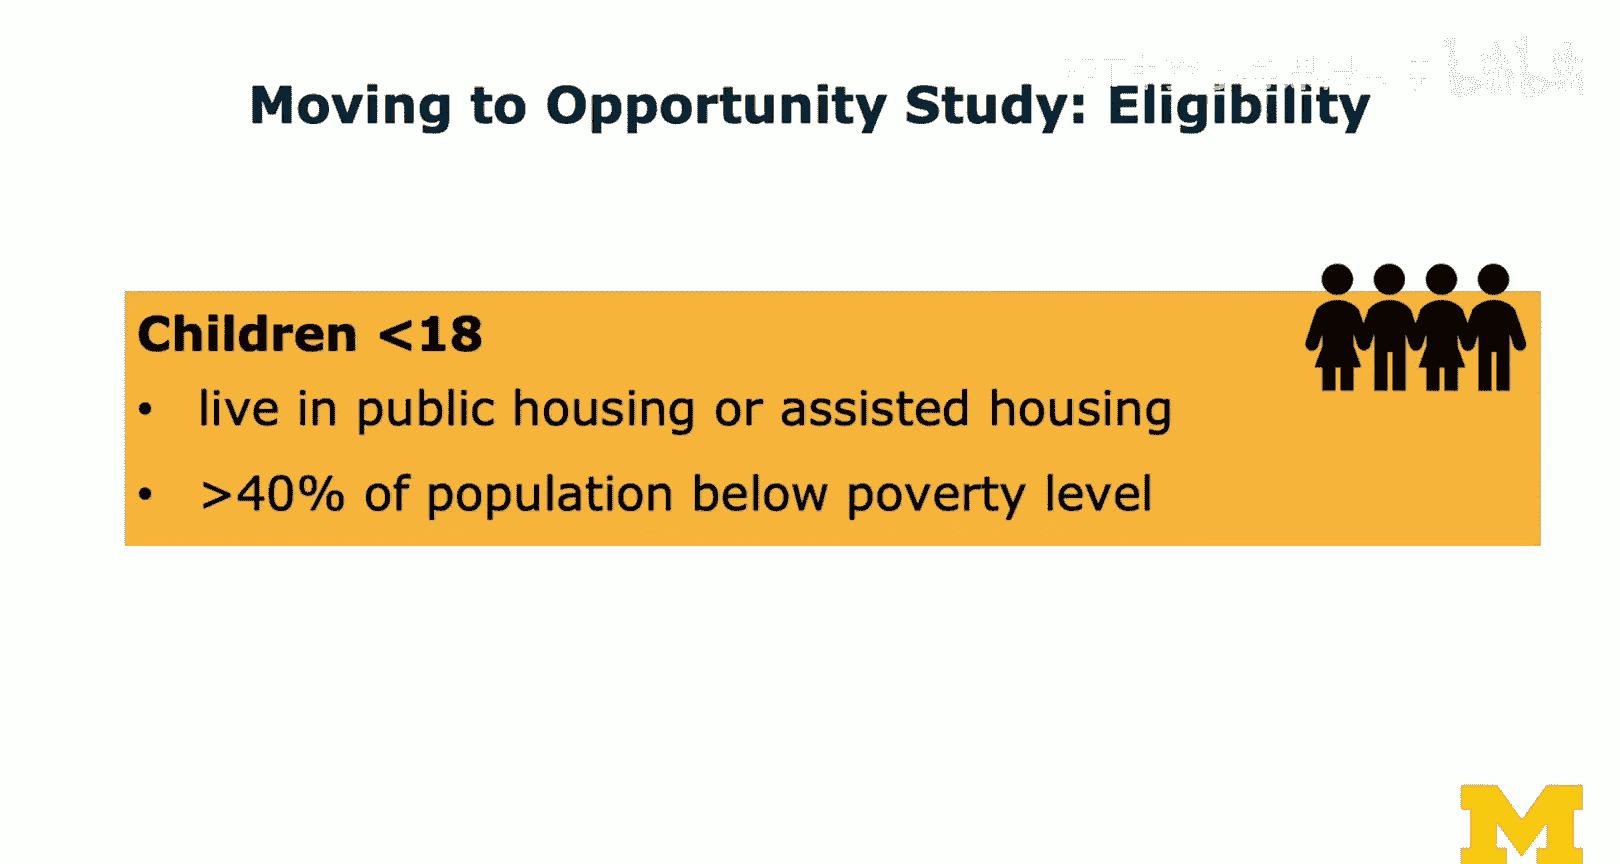 Moving to Opportunity Study: Eligibility
Children <18
• live in public housing or assisted housing
• >40% of population below poverty level
M